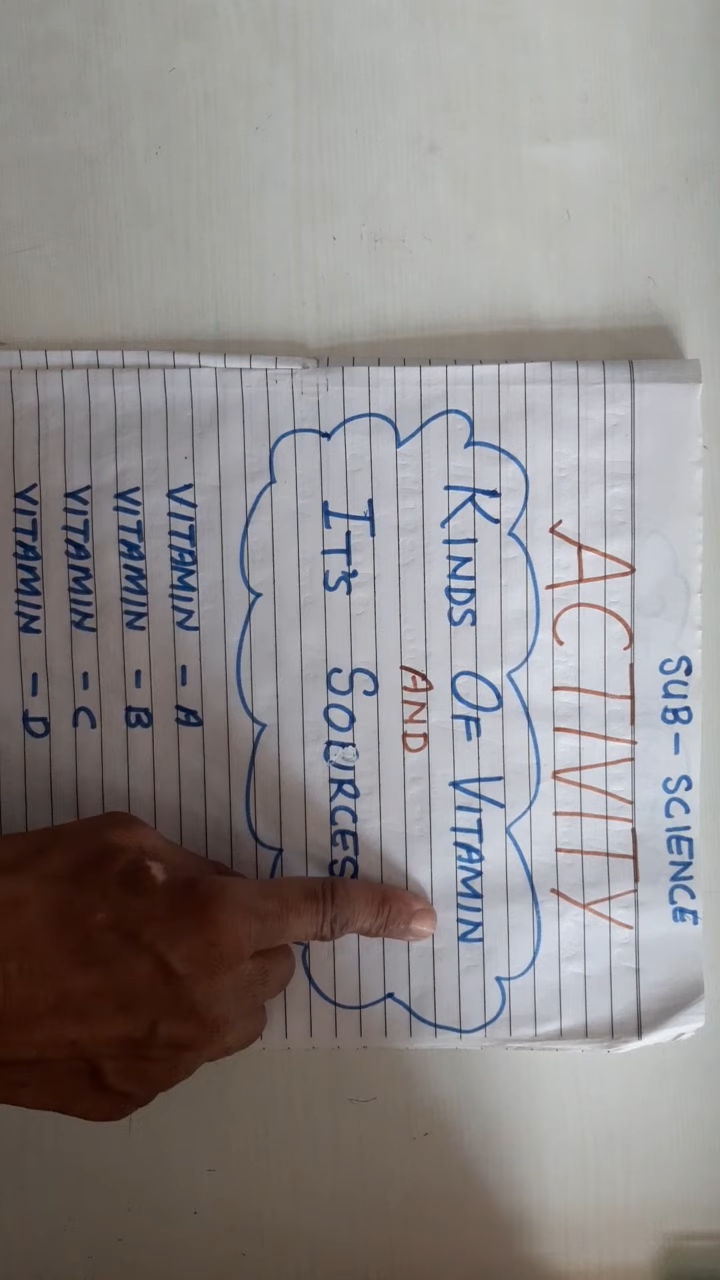 SUB - SCIENCE
ACTIVITY
KINDS OF VITAMIN
AND
IT'S SOURCES
VITAMIN - A
VITAMIN - B
VITAMIN - C
VITAMIN - D